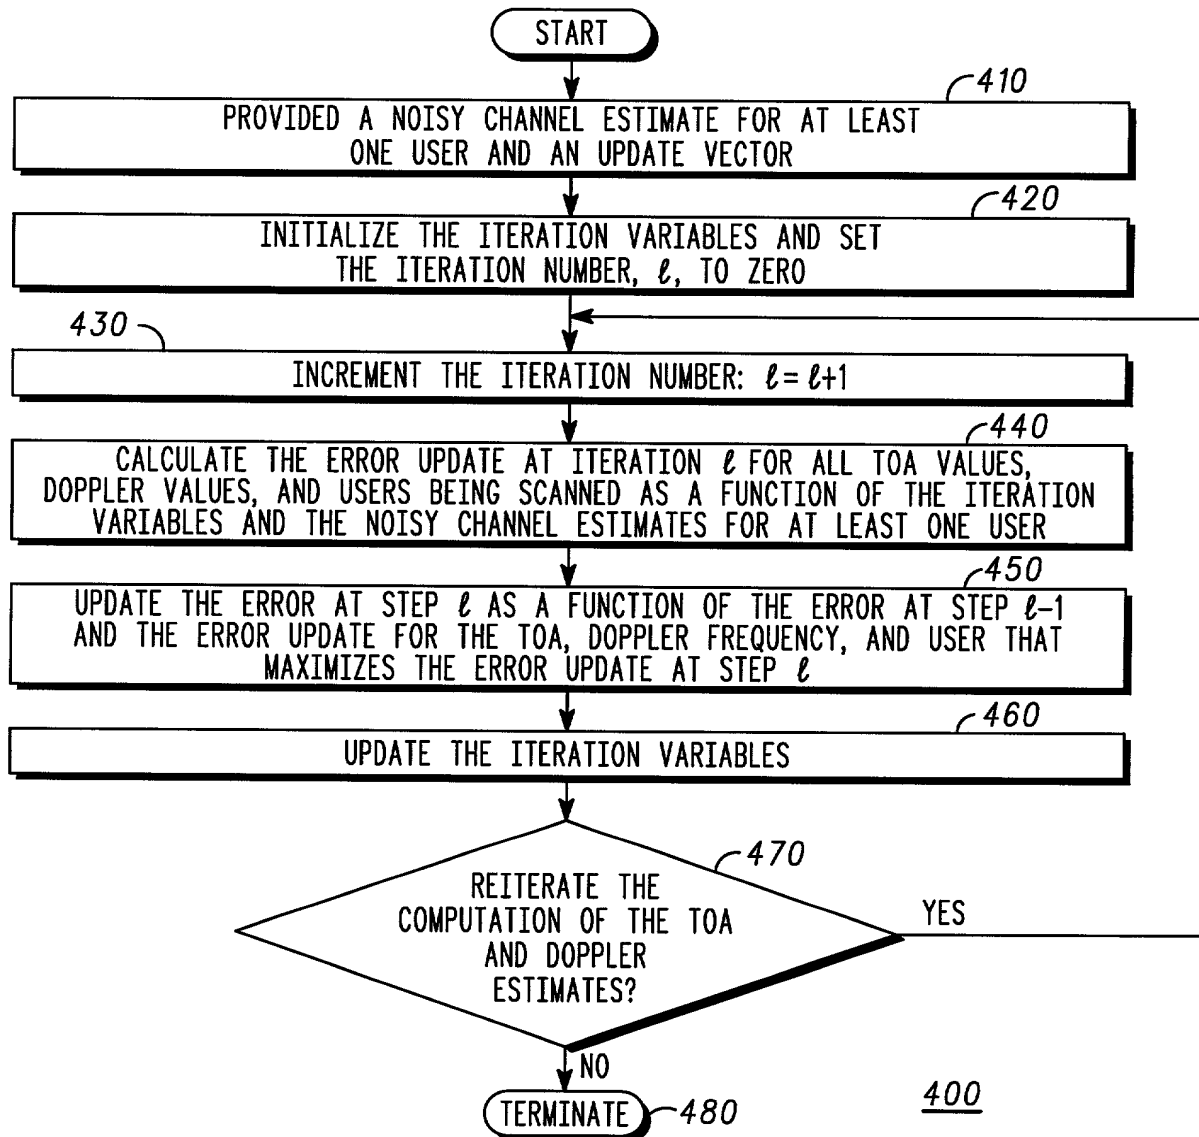 START
410
PROVIDED A NOISY CHANNEL ESTIMATE FOR AT LEAST
ONE USER AND AN UPDATE VECTOR
420
INITIALIZE THE ITERATION VARIABLES AND SET
THE ITERATION NUMBER, ℓ, TO ZERO
430
INCREMENT THE ITERATION NUMBER: ℓ = ℓ+1
440
CALCULATE THE ERROR UPDATE AT ITERATION ℓ FOR ALL TOA VALUES,
DOPPLER VALUES, AND USERS BEING SCANNED AS A FUNCTION OF THE ITERATION
VARIABLES AND THE NOISY CHANNEL ESTIMATES FOR AT LEAST ONE USER
450
UPDATE THE ERROR AT STEP ℓ AS A FUNCTION OF THE ERROR AT STEP ℓ-1
AND THE ERROR UPDATE FOR THE TOA, DOPPLER FREQUENCY, AND USER THAT
MAXIMIZES THE ERROR UPDATE AT STEP ℓ
460
UPDATE THE ITERATION VARIABLES
470
REITERATE THE
COMPUTATION OF THE TOA
AND DOPPLER
ESTIMATES?
YES
NO
TERMINATE
480
400